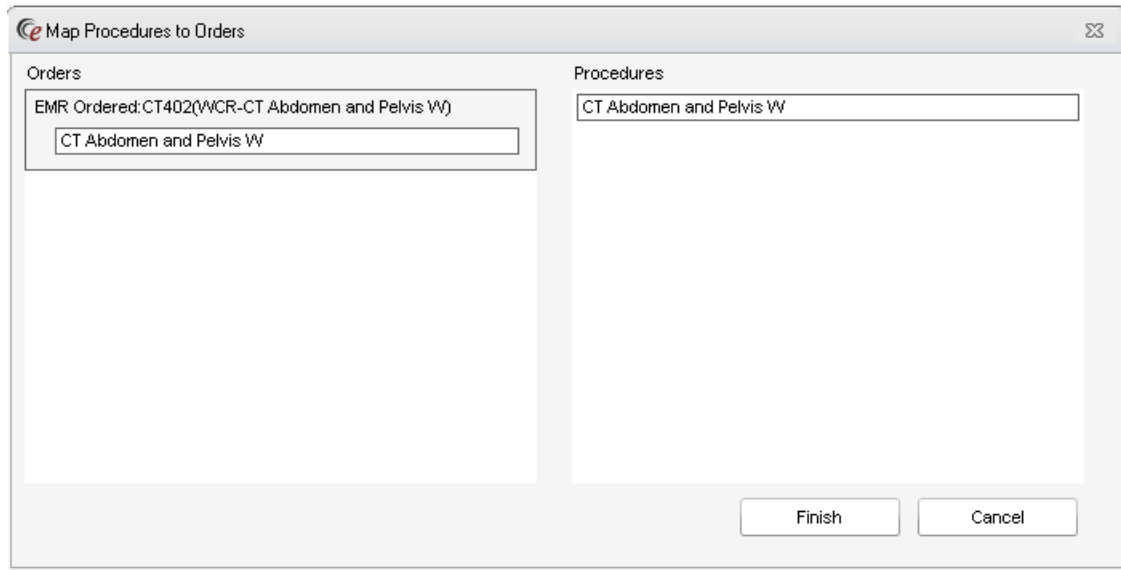 Map Procedures to Orders
Orders
EMR Ordered:CT402(WCR-CT Abdomen and Pelvis W)
CT Abdomen and Pelvis W
Procedures
CT Abdomen and Pelvis W
Finish
Cancel